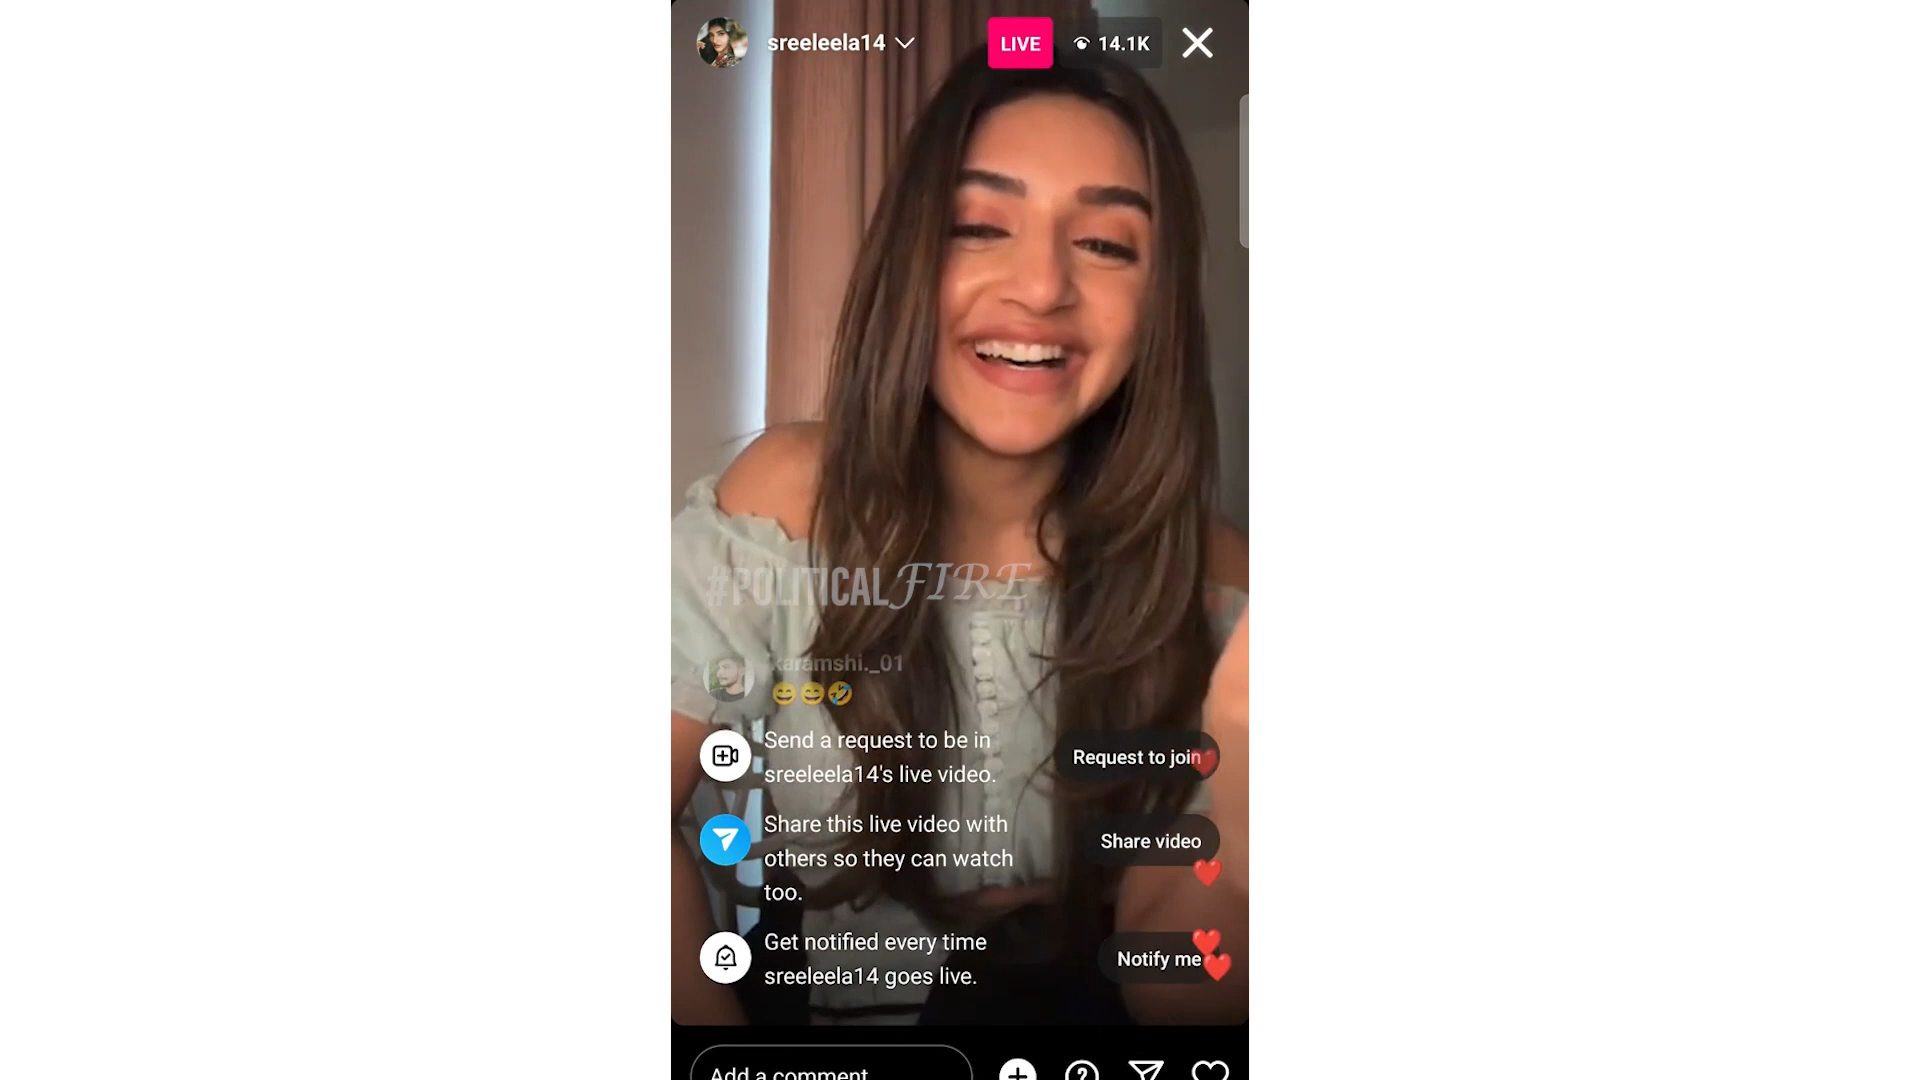 sreeleela14
LIVE
14.1K
#POLITICALFIRE
karamshi._01
Send a request to be in
sreeleela14's live video.
Request to join
Share this live video with
others so they can watch
too.
Share video
Get notified every time
sreeleela14 goes live.
Notify me
Add a comment